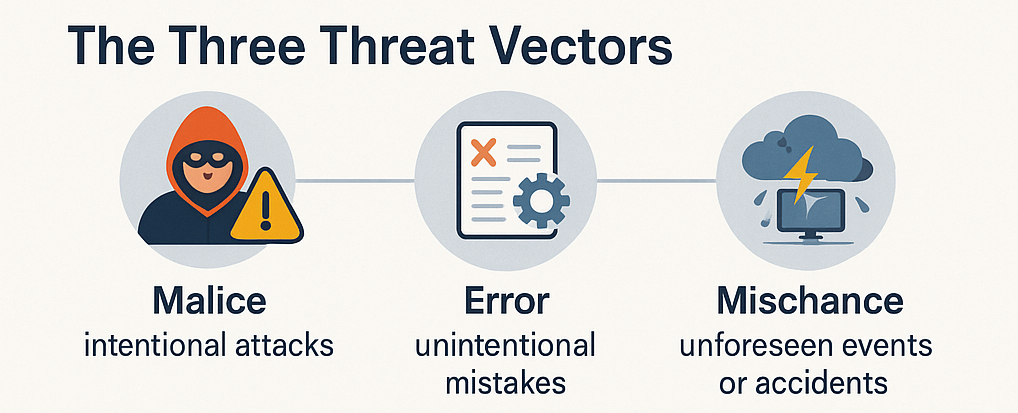 The Three Threat Vectors
Malice
intentional attacks
Error
unintentional
mistakes
Mischance
unforeseen events
or accidents